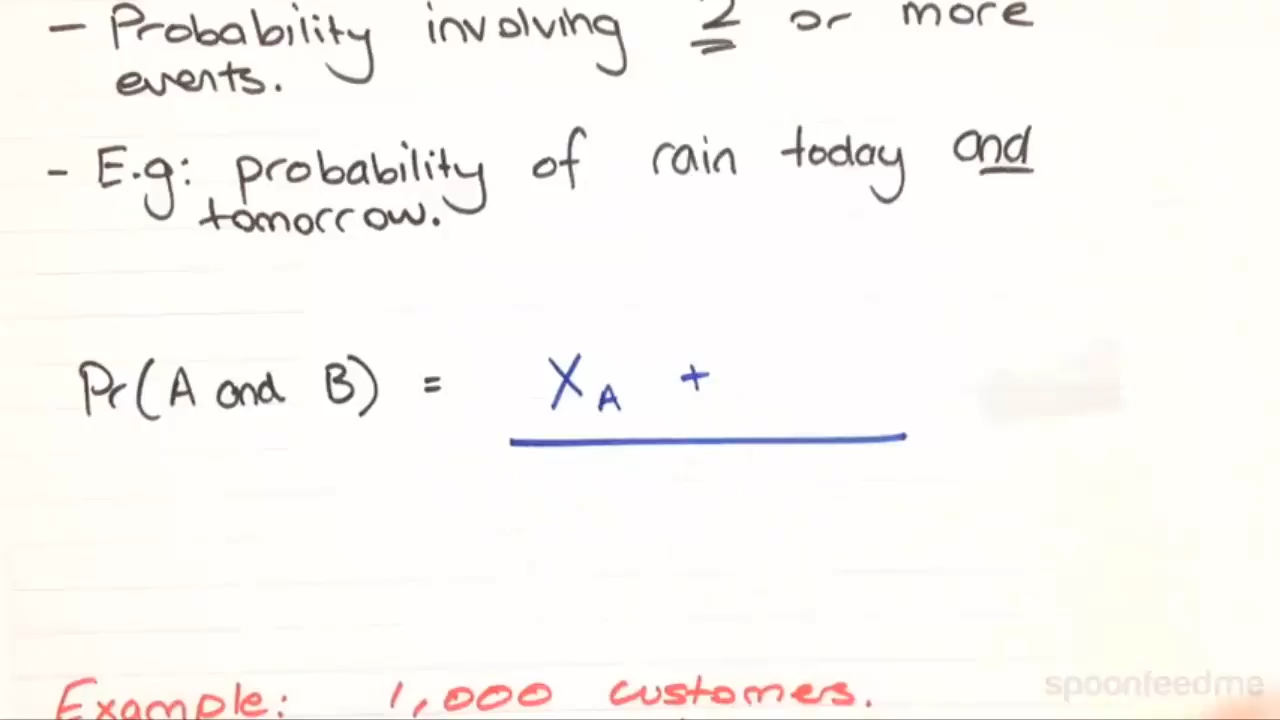 - Probability involving 2 or more
events.
- E.g: probability of rain today and
tomorrow.
Pr(A and B) = X_A +
Example: 1,000 customers.
spoonfeedme